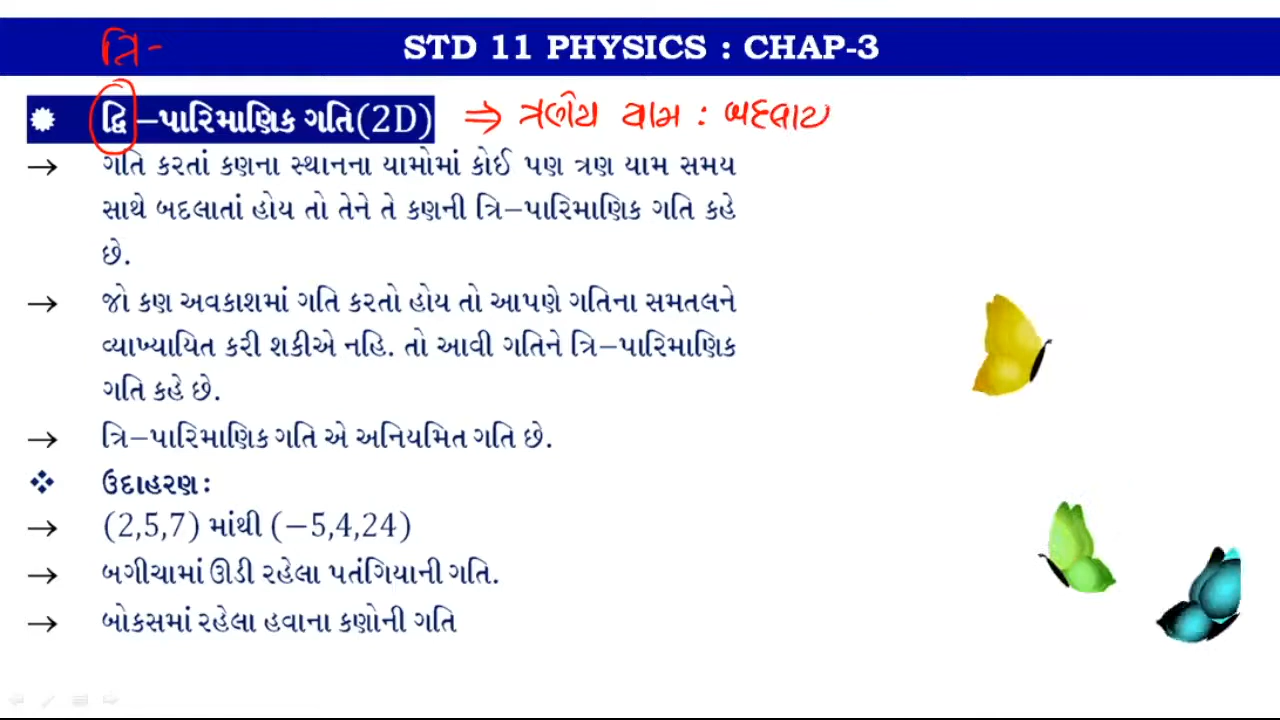 ત્રિ-
STD 11 PHYSICS : CHAP-3
દ્વિ–પારિમાણિક ગતિ(2D) ⇒ ત્રણેય યામ : બદલાય
→ ગતિ કરતાં કણના સ્થાનના યામોમાં કોઈ પણ ત્રણ યામ સમય
સાથે બદલાતાં હોય તો તેને તે કણની ત્રિ–પારિમાણિક ગતિ કહે
છે.
→ જો કણ અવકાશમાં ગતિ કરતો હોય તો આપણે ગતિના સમતલને
વ્યાખ્યાયિત કરી શકીએ નહિ. તો આવી ગતિને ત્રિ–પારિમાણિક
ગતિ કહે છે.
→ ત્રિ–પારિમાણિક ગતિ એ અનિયમિત ગતિ છે.
❖ ઉદાહરણ:
→ (2,5,7) માંથી (−5,4,24)
→ બગીચામાં ઊડી રહેલા પતંગિયાની ગતિ.
→ બોકસમાં રહેલા હવાના કણોની ગતિ